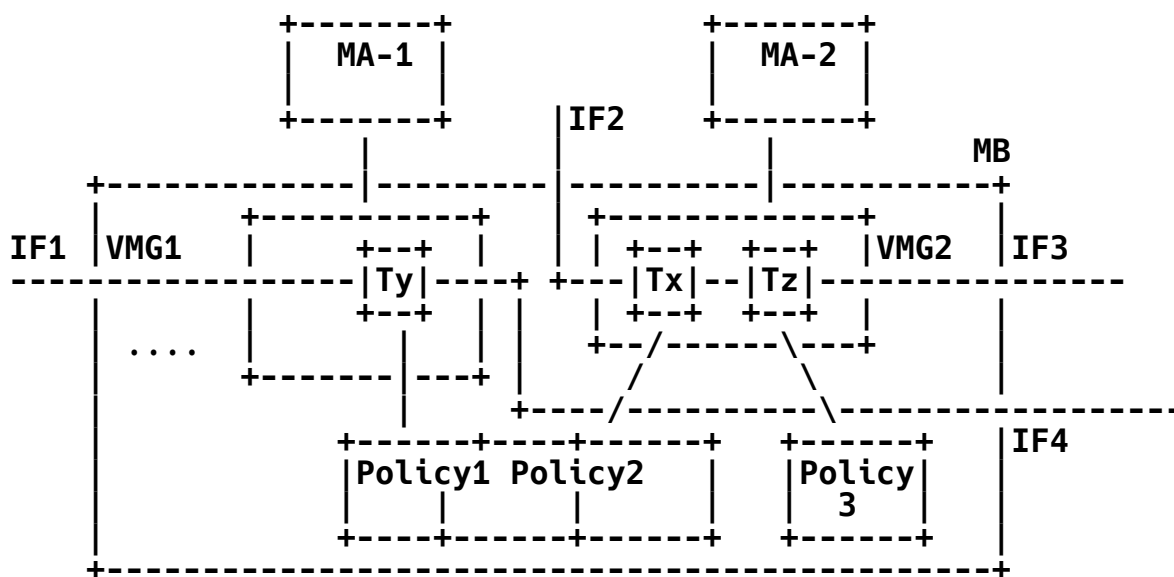 MA-1 MA-2
IF2
MB
IF1 VMG1 VMG2 IF3
Ty Tx Tz
....
IF4
Policy1 Policy2 Policy
3